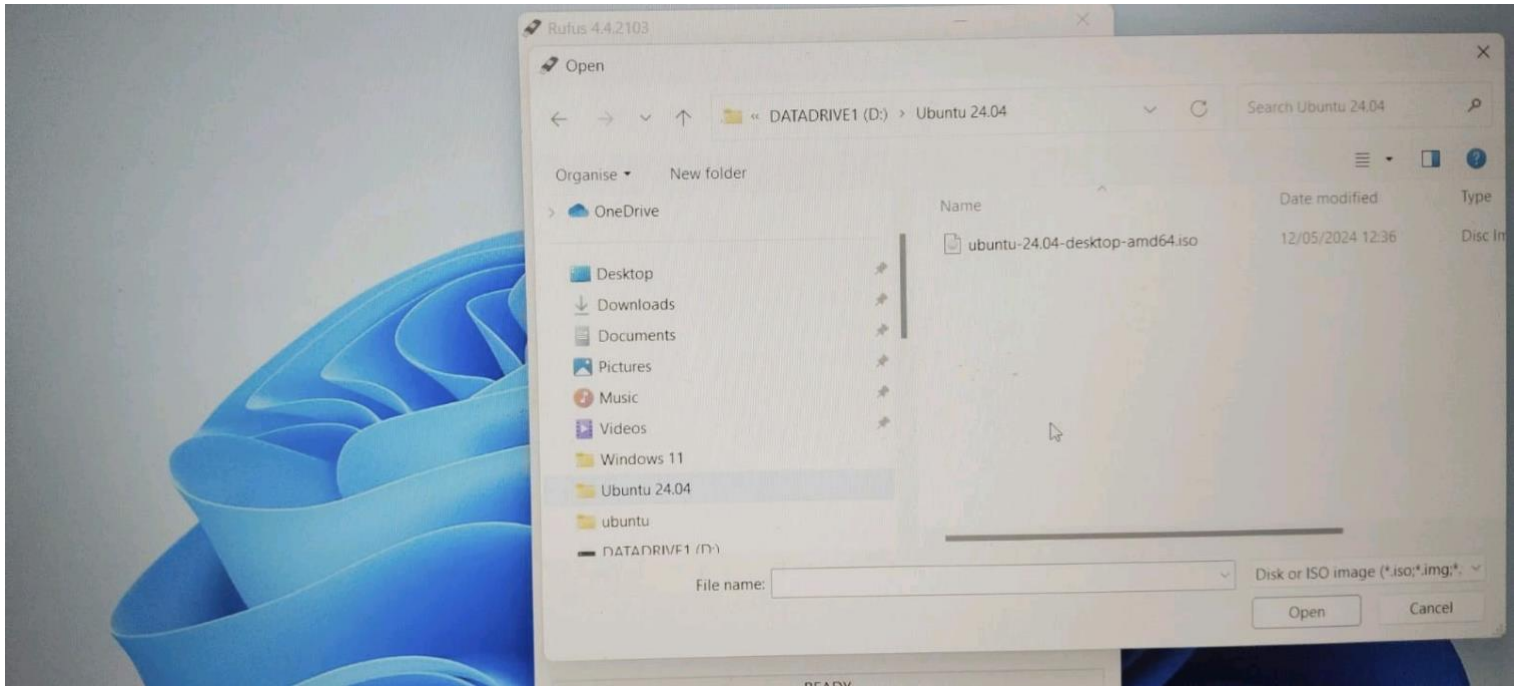 Rufus 4.4.2103
Open
« DATADRIVE1 (D:) > Ubuntu 24.04
Search Ubuntu 24.04
Organise
New folder
OneDrive
Name
Date modified
Type
ubuntu-24.04-desktop-amd64.iso
12/05/2024 12:36
Disc Im
Desktop
Downloads
Documents
Pictures
Music
Videos
Windows 11
Ubuntu 24.04
ubuntu
DATADRIVE1 (D:)
File name:
Disk or ISO image (*.iso;*.img;*.
Open
Cancel
READY